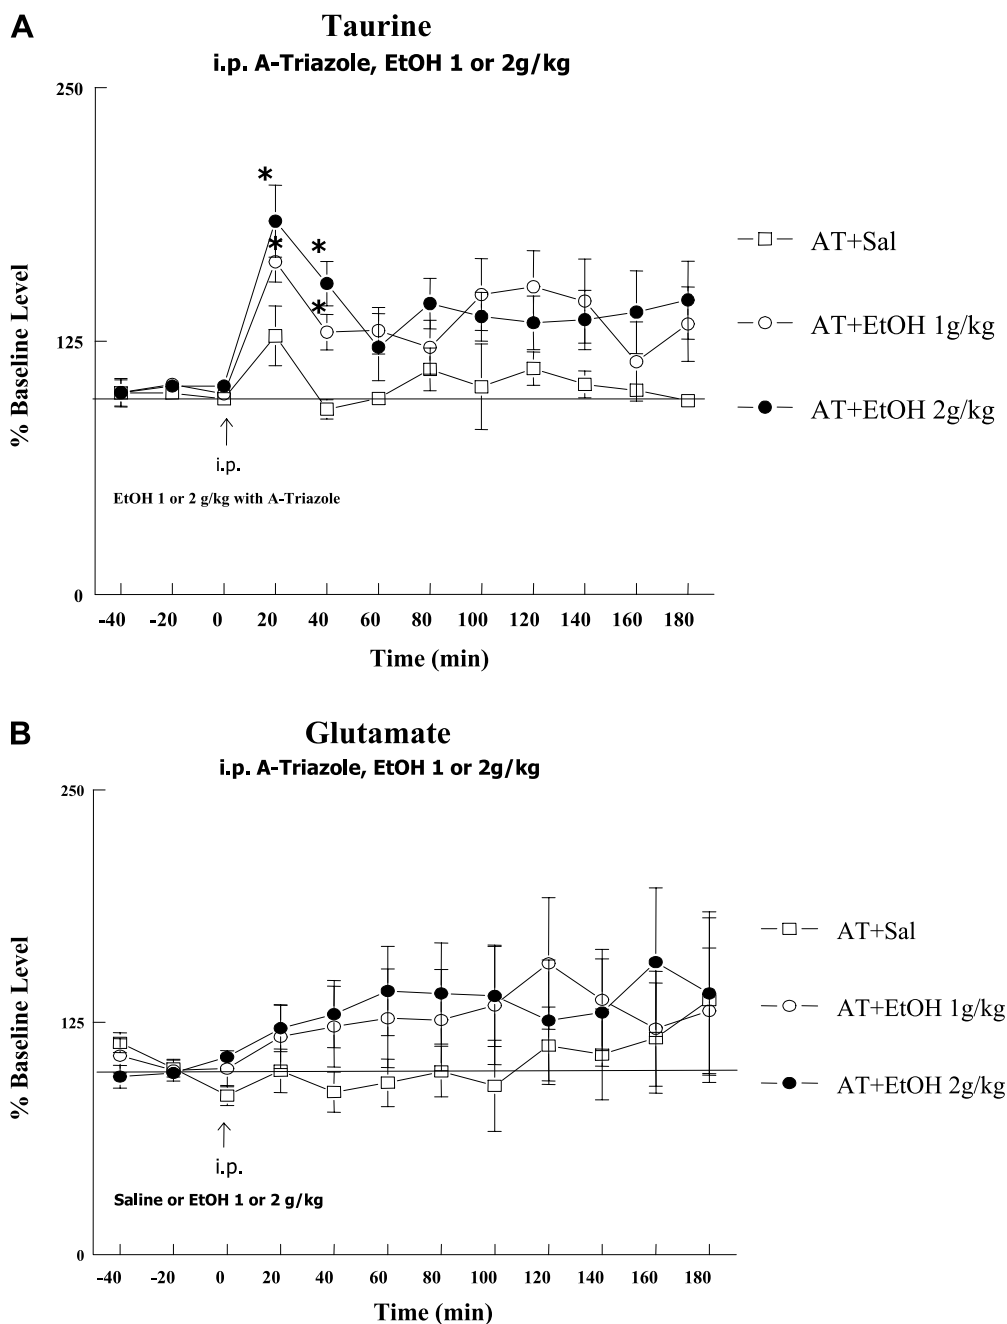 A
Taurine
i.p. A-Triazole, EtOH 1 or 2g/kg
250
125
0
% Baseline Level
*
*
*
*
i.p.
EtOH 1 or 2 g/kg with A-Triazole
-40 -20 0 20 40 60 80 100 120 140 160 180
Time (min)
AT+Sal
AT+EtOH 1g/kg
AT+EtOH 2g/kg
B
Glutamate
i.p. A-Triazole, EtOH 1 or 2g/kg
250
125
0
% Baseline Level
i.p.
Saline or EtOH 1 or 2 g/kg
-40 -20 0 20 40 60 80 100 120 140 160 180
Time (min)
AT+Sal
AT+EtOH 1g/kg
AT+EtOH 2g/kg